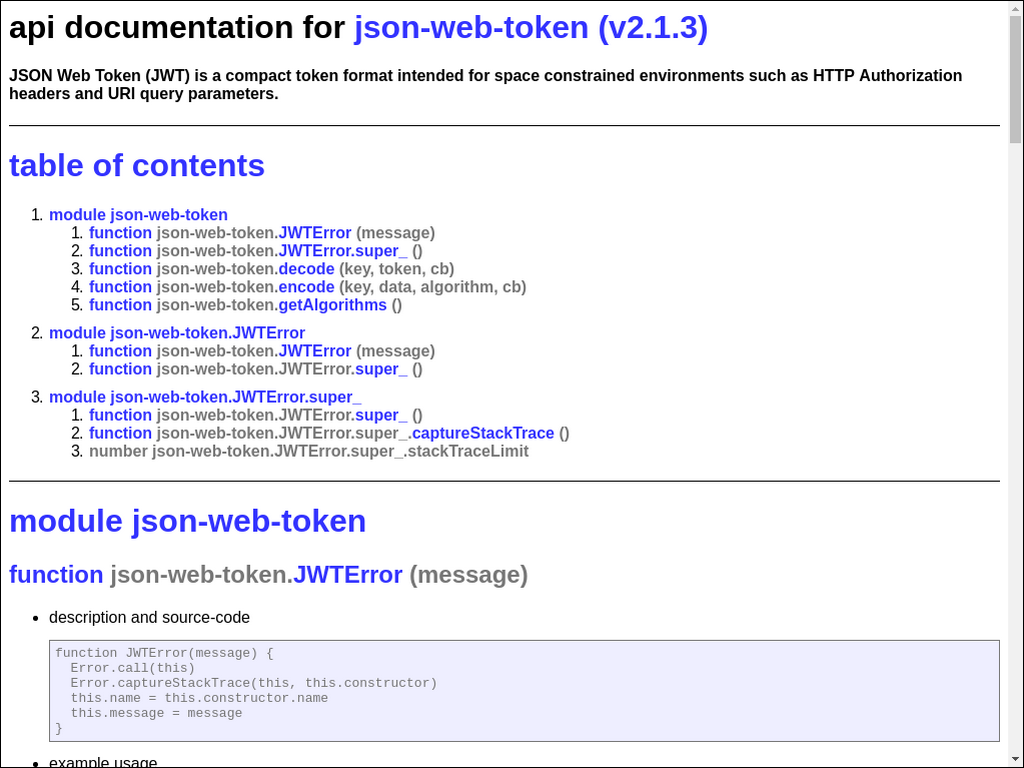 api documentation for json-web-token (v2.1.3)
JSON Web Token (JWT) is a compact token format intended for space constrained environments such as HTTP Authorization
headers and URI query parameters.
table of contents
1. module json-web-token
1. function json-web-token.JWTError (message)
2. function json-web-token.JWTError.super_ ()
3. function json-web-token.decode (key, token, cb)
4. function json-web-token.encode (key, data, algorithm, cb)
5. function json-web-token.getAlgorithms ()
2. module json-web-token.JWTError
1. function json-web-token.JWTError (message)
2. function json-web-token.JWTError.super_ ()
3. module json-web-token.JWTError.super_
1. function json-web-token.JWTError.super_ ()
2. function json-web-token.JWTError.super_.captureStackTrace ()
3. number json-web-token.JWTError.super_.stackTraceLimit
module json-web-token
function json-web-token.JWTError (message)
• description and source-code
function JWTError(message) {
  Error.call(this)
  Error.captureStackTrace(this, this.constructor)
  this.name = this.constructor.name
  this.message = message
}
• example usage